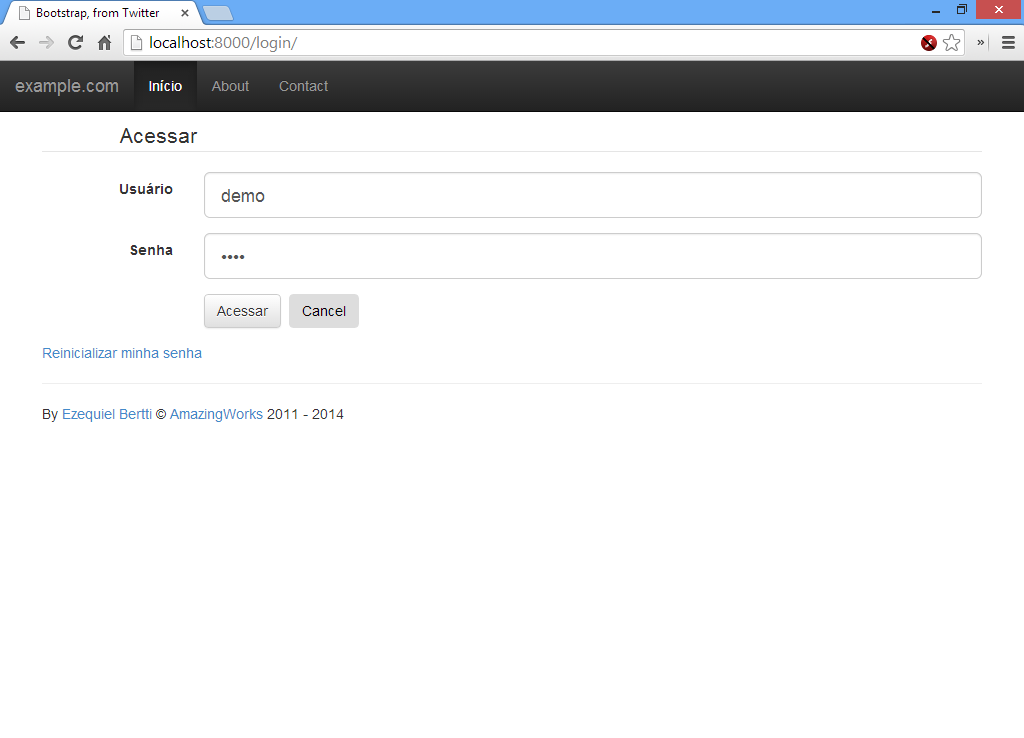 Bootstrap, from Twitter
localhost:8000/login/
example.com Início About Contact
Acessar
Usuário demo
Senha ••••
Acessar Cancel
Reinicializar minha senha
By Ezequiel Bertti © AmazingWorks 2011 - 2014